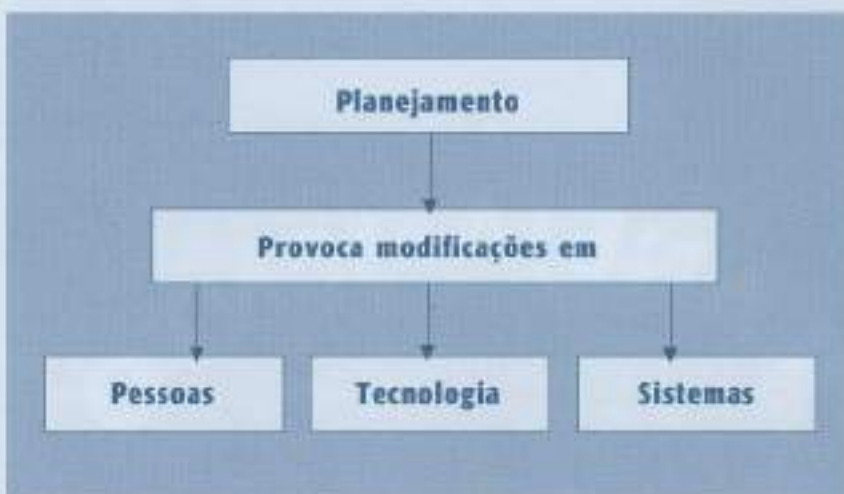 Planejamento
Provoca modificações em
Pessoas
Tecnologia
Sistemas